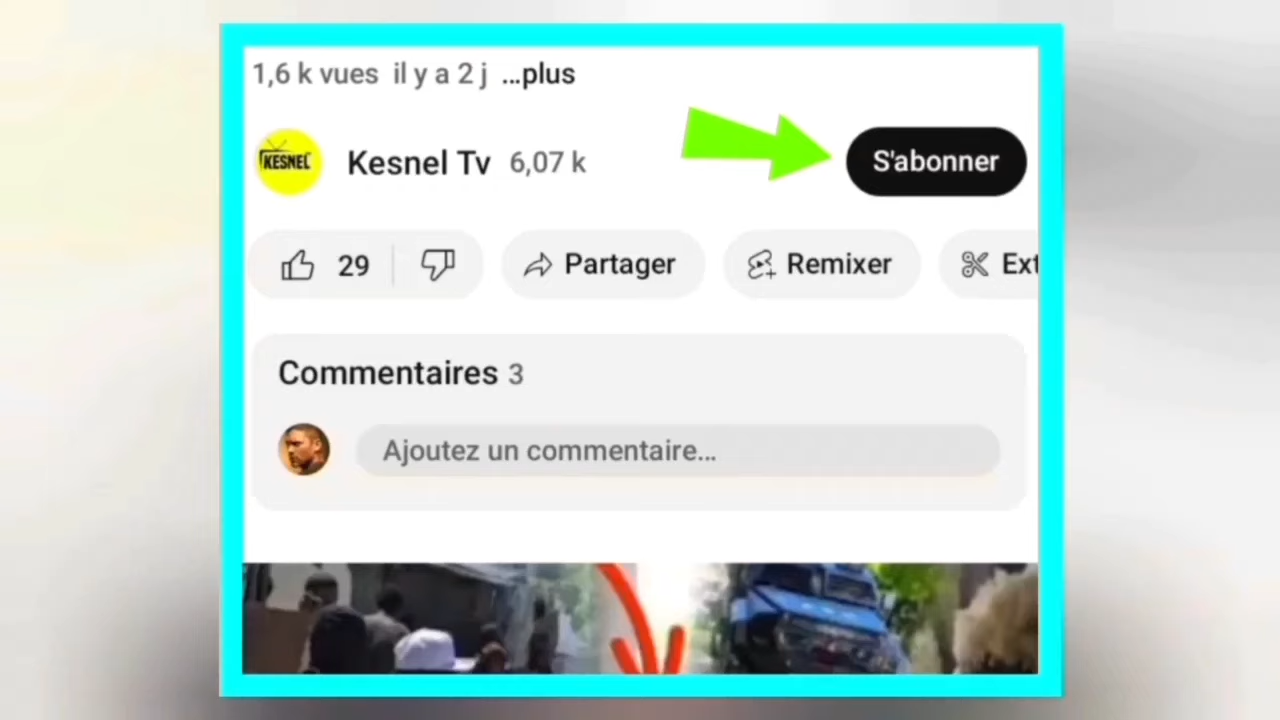 1,6 k vues il y a 2 j ...plus
KESNEL
Kesnel Tv 6,07 k
S'abonner
29
Partager
Remixer
Ext
Commentaires 3
Ajoutez un commentaire...